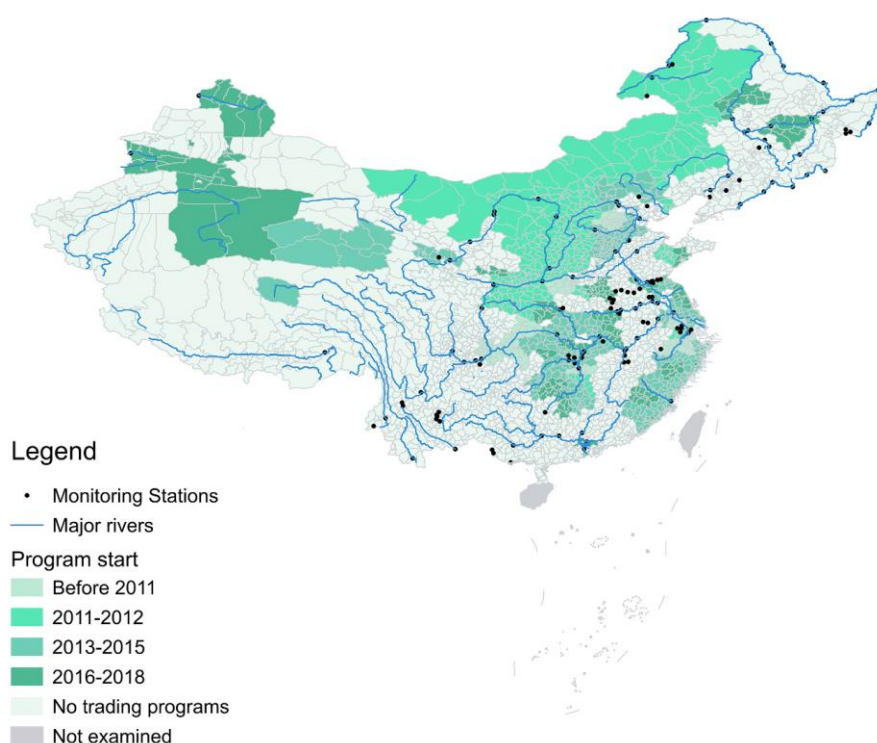 Legend
Monitoring Stations
Major rivers
Program start
Before 2011
2011-2012
2013-2015
2016-2018
No trading programs
Not examined